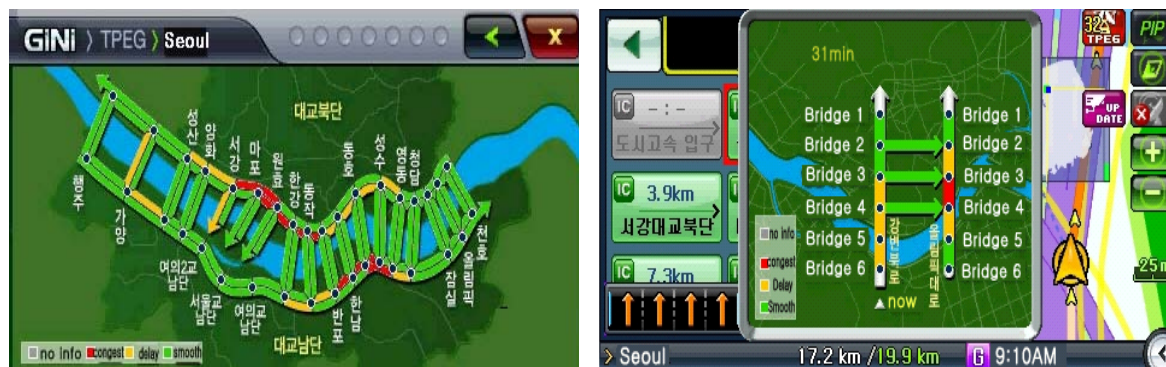 GiNi > TPEG > Seoul
< X
대교북단
성산
양화
서강
마포
원효
한강
동작
동호
성수
영동
청담
행주
가양
여의2교
남단
서울교
남단
여의교
남단
반포
한남
잠실
올림픽
천호
대교남단
no info congest delay smooth
32
TPEG
PIP
UP
DATE
31min
IC - : -
도시고속 입구
IC 3.9km
서강대교북단
IC 7.3km
Bridge 1 Bridge 1
Bridge 2 Bridge 2
Bridge 3 Bridge 3
Bridge 4 Bridge 4
Bridge 5 Bridge 5
Bridge 6 Bridge 6
강변북로
올림픽대로
no info
congest
Delay
Smooth
now
25m
> Seoul 17.2 km /19.9 km G 9:10AM